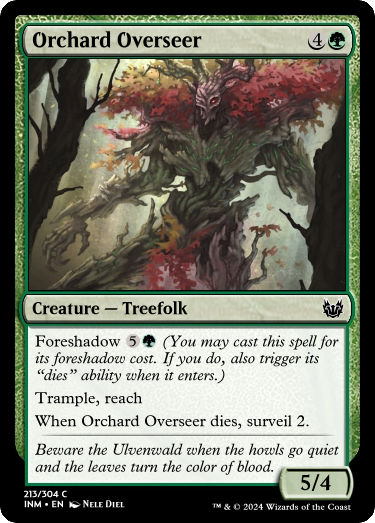 Orchard Overseer 4
Creature — Treefolk
Foreshadow 5 (You may cast this spell for
its foreshadow cost. If you do, also trigger its
“dies” ability when it enters.)
Trample, reach
When Orchard Overseer dies, surveil 2.
Beware the Ulvenwald when the howls go quiet
and the leaves turn the color of blood.
5/4
213/304 C
INM • EN Nele Diel
™ & © 2024 Wizards of the Coast